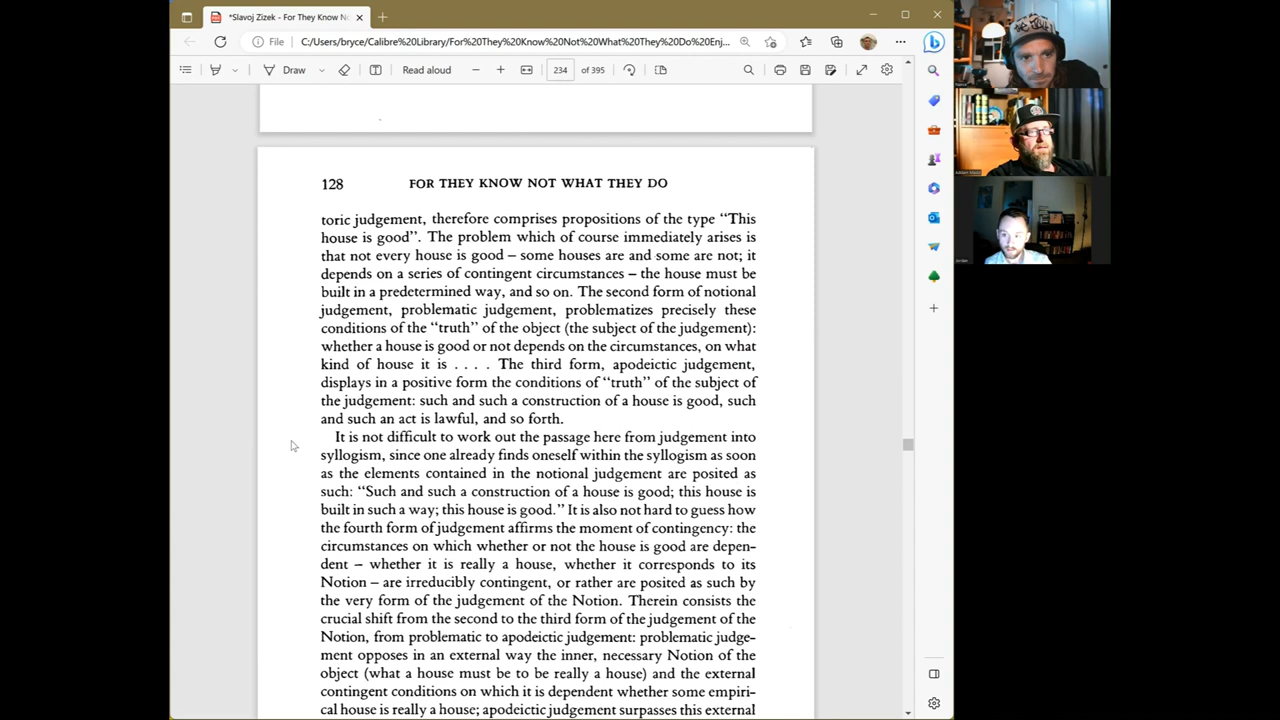 *Slavoj Zizek - For They Know No
File
C:/Users/bryce/Calibre%20Library/For%20They%20Know%20Not%20What%20They%20Do%20Enj...
Draw
Read aloud
234
of 395
128
FOR THEY KNOW NOT WHAT THEY DO
toric judgement, therefore comprises propositions of the type “This
house is good”. The problem which of course immediately arises is
that not every house is good – some houses are and some are not; it
depends on a series of contingent circumstances – the house must be
built in a predetermined way, and so on. The second form of notional
judgement, problematic judgement, problematizes precisely these
conditions of the “truth” of the object (the subject of the judgement):
whether a house is good or not depends on the circumstances, on what
kind of house it is . . . . The third form, apodeictic judgement,
displays in a positive form the conditions of “truth” of the subject of
the judgement: such and such a construction of a house is good, such
and such an act is lawful, and so forth.
It is not difficult to work out the passage here from judgement into
syllogism, since one already finds oneself within the syllogism as soon
as the elements contained in the notional judgement are posited as
such: “Such and such a construction of a house is good; this house is
built in such a way; this house is good.” It is also not hard to guess how
the fourth form of judgement affirms the moment of contingency: the
circumstances on which whether or not the house is good are depen-
dent – whether it is really a house, whether it corresponds to its
Notion – are irreducibly contingent, or rather are posited as such by
the very form of the judgement of the Notion. Therein consists the
crucial shift from the second to the third form of the judgement of the
Notion, from problematic to apodeictic judgement: problematic judge-
ment opposes in an external way the inner, necessary Notion of the
object (what a house must be to be really a house) and the external
contingent conditions on which it is dependent whether some empiri-
cal house is really a house; apodeictic judgement surpasses this external
Jordan